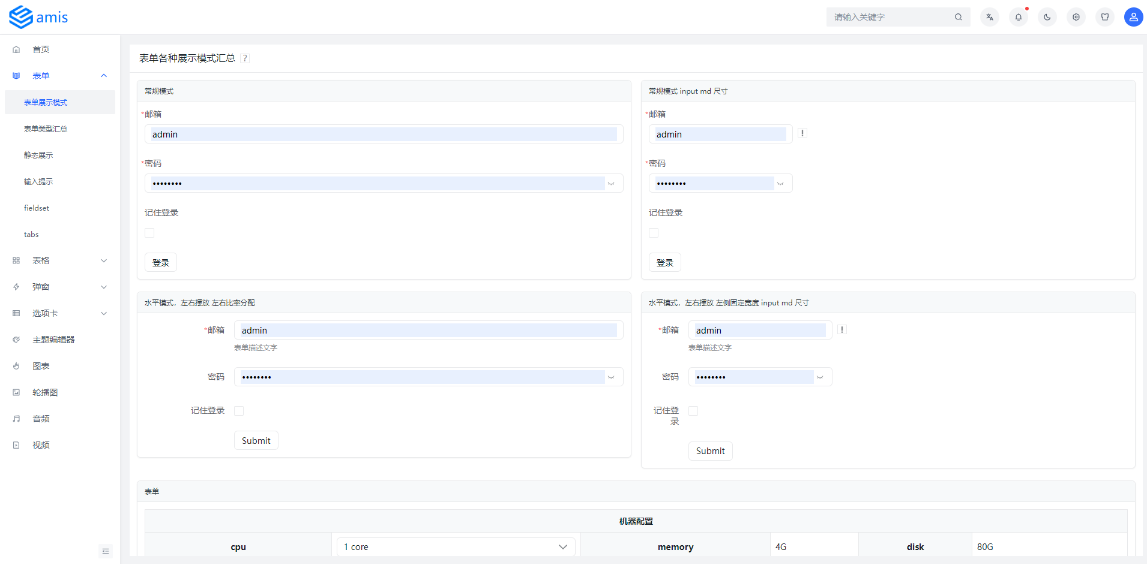 amis
请输入关键字
首页
表单
表单展示模式
表单类型汇总
静态展示
输入提示
fieldset
tabs
表格
弹窗
选项卡
主题编辑器
图表
轮播图
音频
视频
表单各种展示模式汇总 ?
常规模式
*邮箱
admin
*密码
••••••••
记住登录
登录
常规模式 input md 尺寸
*邮箱
admin !
*密码
••••••••
记住登录
登录
水平模式，左右摆放 左右比率分配
*邮箱 admin
表单描述文字
密码 ••••••••
记住登录
Submit
水平模式，左右摆放 左侧固定宽度 input md 尺寸
*邮箱 admin !
表单描述文字
密码 ••••••••
记住登
录
Submit
表单
机器配置
cpu 1 core memory 4G disk 80G